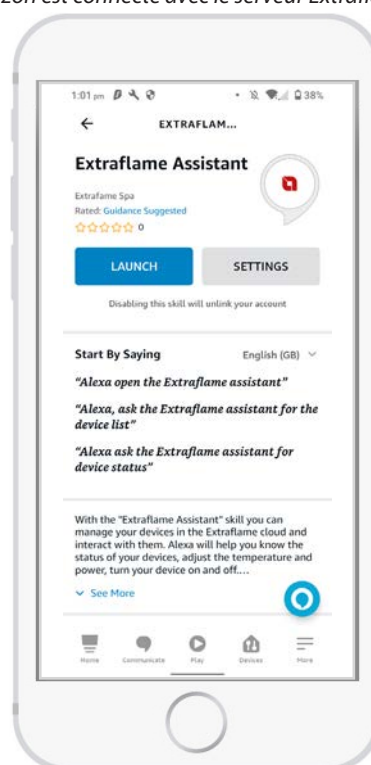 zon est connecté avec le serveur Extrafla
1:01 pm 38%
EXTRAFLAM...
Extraflame Assistant
Extrafame Spa
Rated: Guidance Suggested
0
LAUNCH SETTINGS
Disabling this skill will unlink your account
Start By Saying English (GB)
“Alexa open the Extraflame assistant”
“Alexa, ask the Extraflame assistant for the
device list”
“Alexa ask the Extraflame assistant for
device status”
With the "Extraflame Assistant" skill you can
manage your devices in the Extraflame cloud and
interact with them. Alexa will help you know the
status of your devices, adjust the temperature and
power, turn your device on and off....
See More
Home Communicate Play Devices More